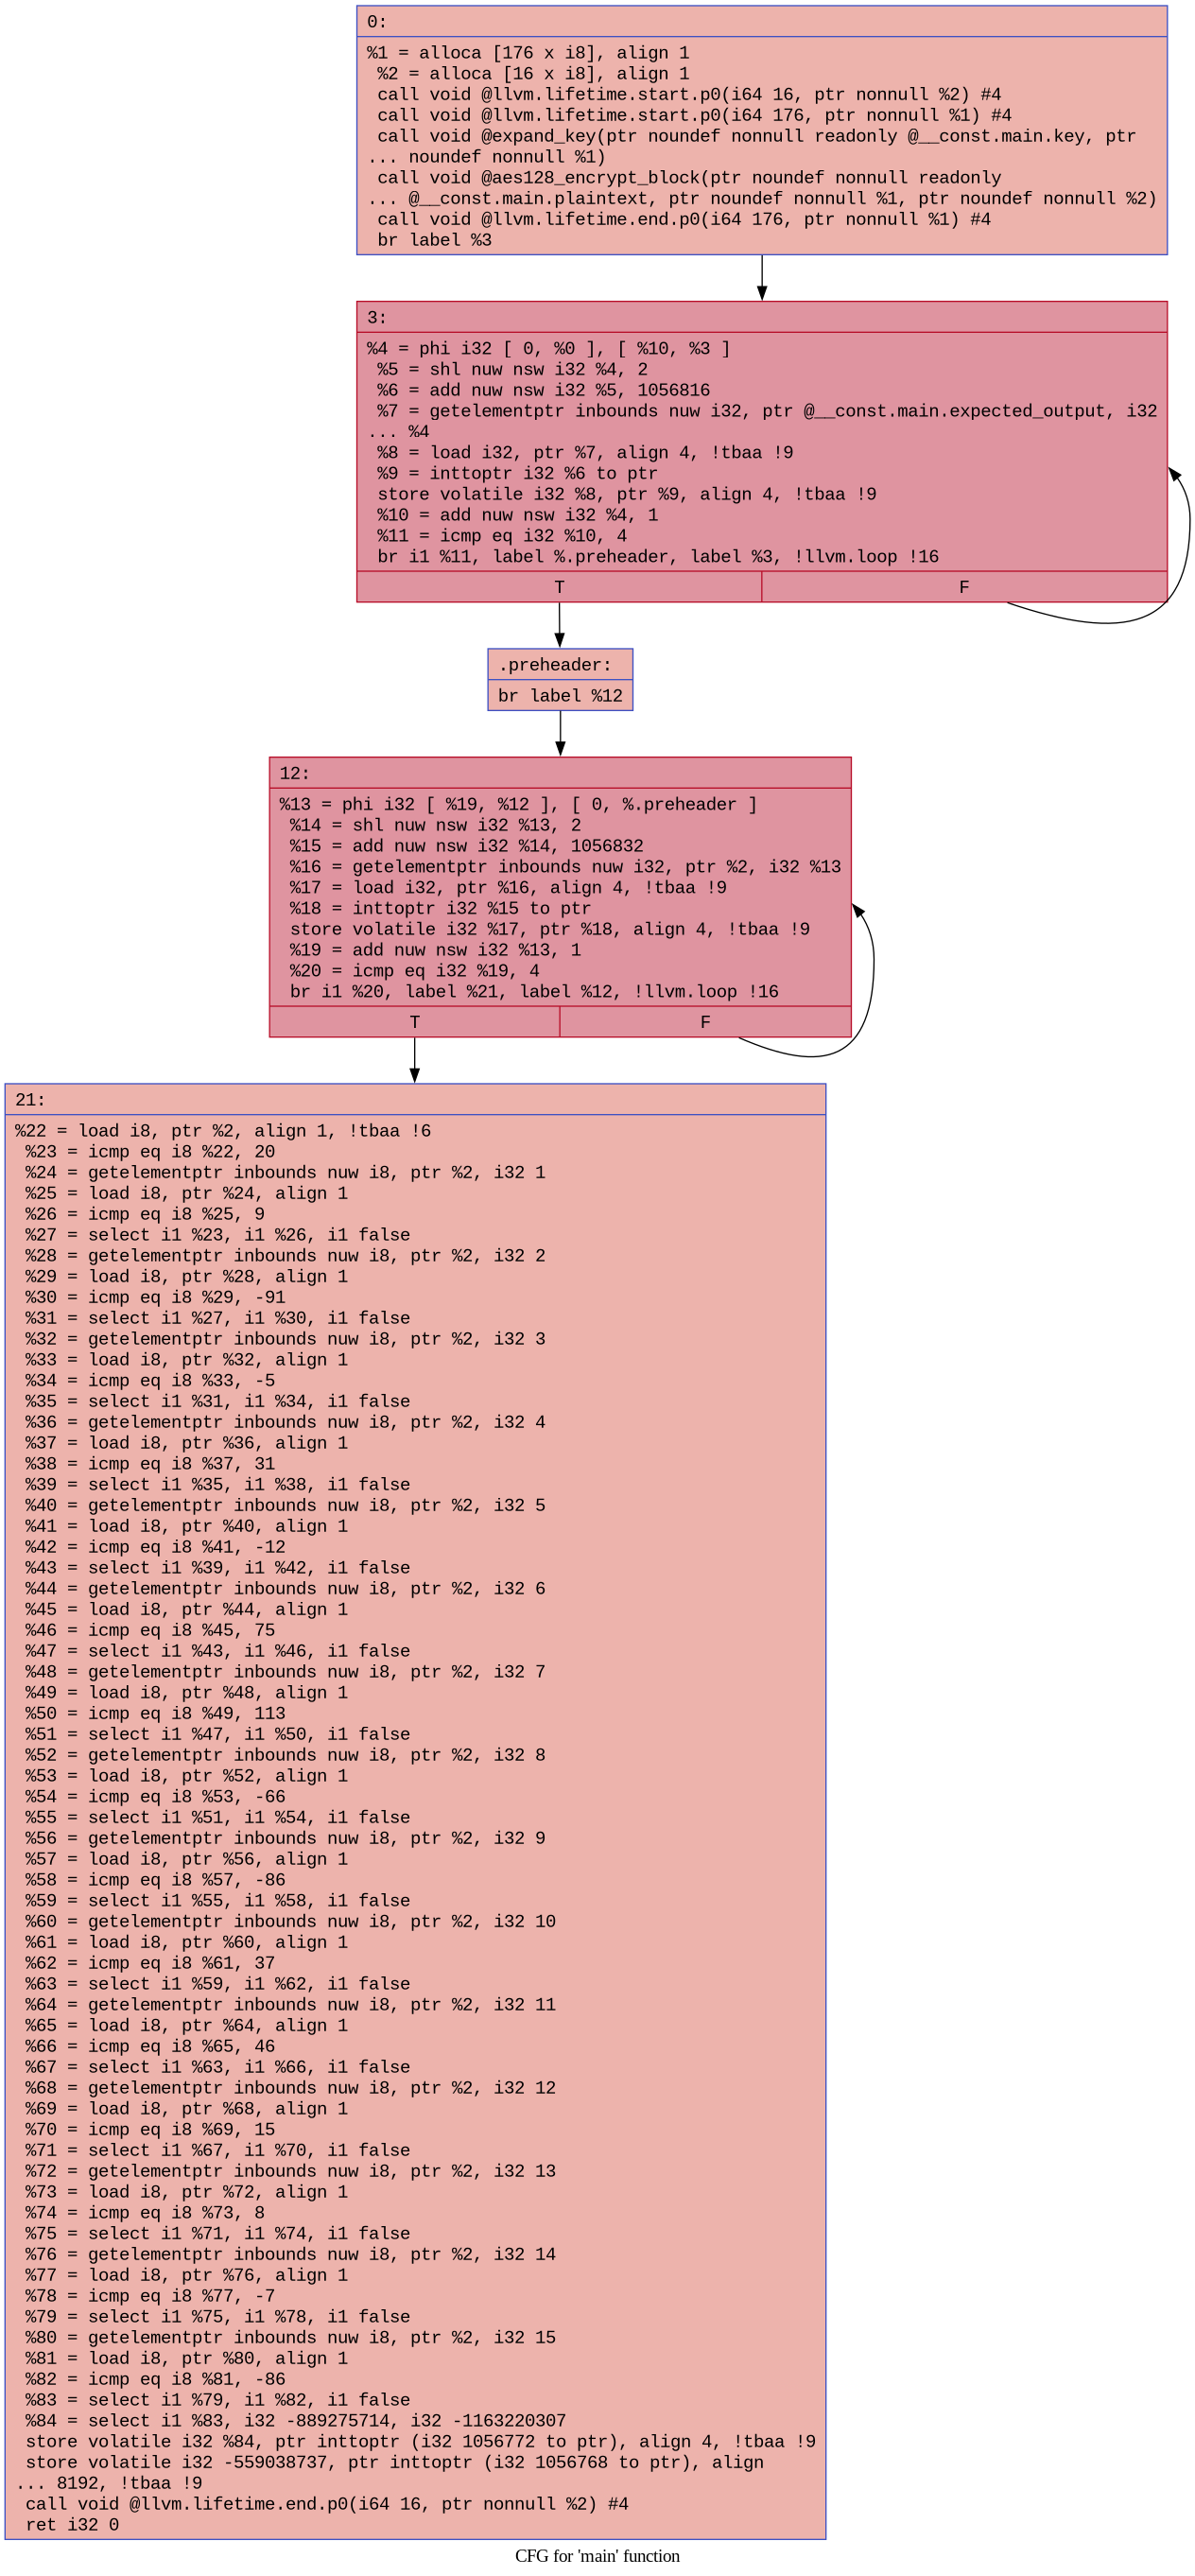 0:
%1 = alloca [176 x i8], align 1
%2 = alloca [16 x i8], align 1
call void @llvm.lifetime.start.p0(i64 16, ptr nonnull %2) #4
call void @llvm.lifetime.start.p0(i64 176, ptr nonnull %1) #4
call void @expand_key(ptr noundef nonnull readonly @__const.main.key, ptr
... noundef nonnull %1)
call void @aes128_encrypt_block(ptr noundef nonnull readonly
... @__const.main.plaintext, ptr noundef nonnull %1, ptr noundef nonnull %2)
call void @llvm.lifetime.end.p0(i64 176, ptr nonnull %1) #4
br label %3
3:
%4 = phi i32 [ 0, %0 ], [ %10, %3 ]
%5 = shl nuw nsw i32 %4, 2
%6 = add nuw nsw i32 %5, 1056816
%7 = getelementptr inbounds nuw i32, ptr @__const.main.expected_output, i32
... %4
%8 = load i32, ptr %7, align 4, !tbaa !9
%9 = inttoptr i32 %6 to ptr
store volatile i32 %8, ptr %9, align 4, !tbaa !9
%10 = add nuw nsw i32 %4, 1
%11 = icmp eq i32 %10, 4
br i1 %11, label %.preheader, label %3, !llvm.loop !16
T
F
.preheader:
br label %12
12:
%13 = phi i32 [ %19, %12 ], [ 0, %.preheader ]
%14 = shl nuw nsw i32 %13, 2
%15 = add nuw nsw i32 %14, 1056832
%16 = getelementptr inbounds nuw i32, ptr %2, i32 %13
%17 = load i32, ptr %16, align 4, !tbaa !9
%18 = inttoptr i32 %15 to ptr
store volatile i32 %17, ptr %18, align 4, !tbaa !9
%19 = add nuw nsw i32 %13, 1
%20 = icmp eq i32 %19, 4
br i1 %20, label %21, label %12, !llvm.loop !16
T
F
21:
%22 = load i8, ptr %2, align 1, !tbaa !6
%23 = icmp eq i8 %22, 20
%24 = getelementptr inbounds nuw i8, ptr %2, i32 1
%25 = load i8, ptr %24, align 1
%26 = icmp eq i8 %25, 9
%27 = select i1 %23, i1 %26, i1 false
%28 = getelementptr inbounds nuw i8, ptr %2, i32 2
%29 = load i8, ptr %28, align 1
%30 = icmp eq i8 %29, -91
%31 = select i1 %27, i1 %30, i1 false
%32 = getelementptr inbounds nuw i8, ptr %2, i32 3
%33 = load i8, ptr %32, align 1
%34 = icmp eq i8 %33, -5
%35 = select i1 %31, i1 %34, i1 false
%36 = getelementptr inbounds nuw i8, ptr %2, i32 4
%37 = load i8, ptr %36, align 1
%38 = icmp eq i8 %37, 31
%39 = select i1 %35, i1 %38, i1 false
%40 = getelementptr inbounds nuw i8, ptr %2, i32 5
%41 = load i8, ptr %40, align 1
%42 = icmp eq i8 %41, -12
%43 = select i1 %39, i1 %42, i1 false
%44 = getelementptr inbounds nuw i8, ptr %2, i32 6
%45 = load i8, ptr %44, align 1
%46 = icmp eq i8 %45, 75
%47 = select i1 %43, i1 %46, i1 false
%48 = getelementptr inbounds nuw i8, ptr %2, i32 7
%49 = load i8, ptr %48, align 1
%50 = icmp eq i8 %49, 113
%51 = select i1 %47, i1 %50, i1 false
%52 = getelementptr inbounds nuw i8, ptr %2, i32 8
%53 = load i8, ptr %52, align 1
%54 = icmp eq i8 %53, -66
%55 = select i1 %51, i1 %54, i1 false
%56 = getelementptr inbounds nuw i8, ptr %2, i32 9
%57 = load i8, ptr %56, align 1
%58 = icmp eq i8 %57, -86
%59 = select i1 %55, i1 %58, i1 false
%60 = getelementptr inbounds nuw i8, ptr %2, i32 10
%61 = load i8, ptr %60, align 1
%62 = icmp eq i8 %61, 37
%63 = select i1 %59, i1 %62, i1 false
%64 = getelementptr inbounds nuw i8, ptr %2, i32 11
%65 = load i8, ptr %64, align 1
%66 = icmp eq i8 %65, 46
%67 = select i1 %63, i1 %66, i1 false
%68 = getelementptr inbounds nuw i8, ptr %2, i32 12
%69 = load i8, ptr %68, align 1
%70 = icmp eq i8 %69, 15
%71 = select i1 %67, i1 %70, i1 false
%72 = getelementptr inbounds nuw i8, ptr %2, i32 13
%73 = load i8, ptr %72, align 1
%74 = icmp eq i8 %73, 8
%75 = select i1 %71, i1 %74, i1 false
%76 = getelementptr inbounds nuw i8, ptr %2, i32 14
%77 = load i8, ptr %76, align 1
%78 = icmp eq i8 %77, -7
%79 = select i1 %75, i1 %78, i1 false
%80 = getelementptr inbounds nuw i8, ptr %2, i32 15
%81 = load i8, ptr %80, align 1
%82 = icmp eq i8 %81, -86
%83 = select i1 %79, i1 %82, i1 false
%84 = select i1 %83, i32 -889275714, i32 -1163220307
store volatile i32 %84, ptr inttoptr (i32 1056772 to ptr), align 4, !tbaa !9
store volatile i32 -559038737, ptr inttoptr (i32 1056768 to ptr), align
... 8192, !tbaa !9
call void @llvm.lifetime.end.p0(i64 16, ptr nonnull %2) #4
ret i32 0
CFG for 'main' function